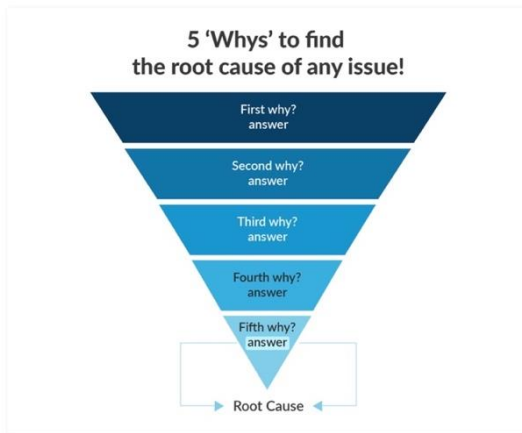 5 ‘Whys’ to find
the root cause of any issue!
First why?
answer
Second why?
answer
Third why?
answer
Fourth why?
answer
Fifth why?
answer
Root Cause